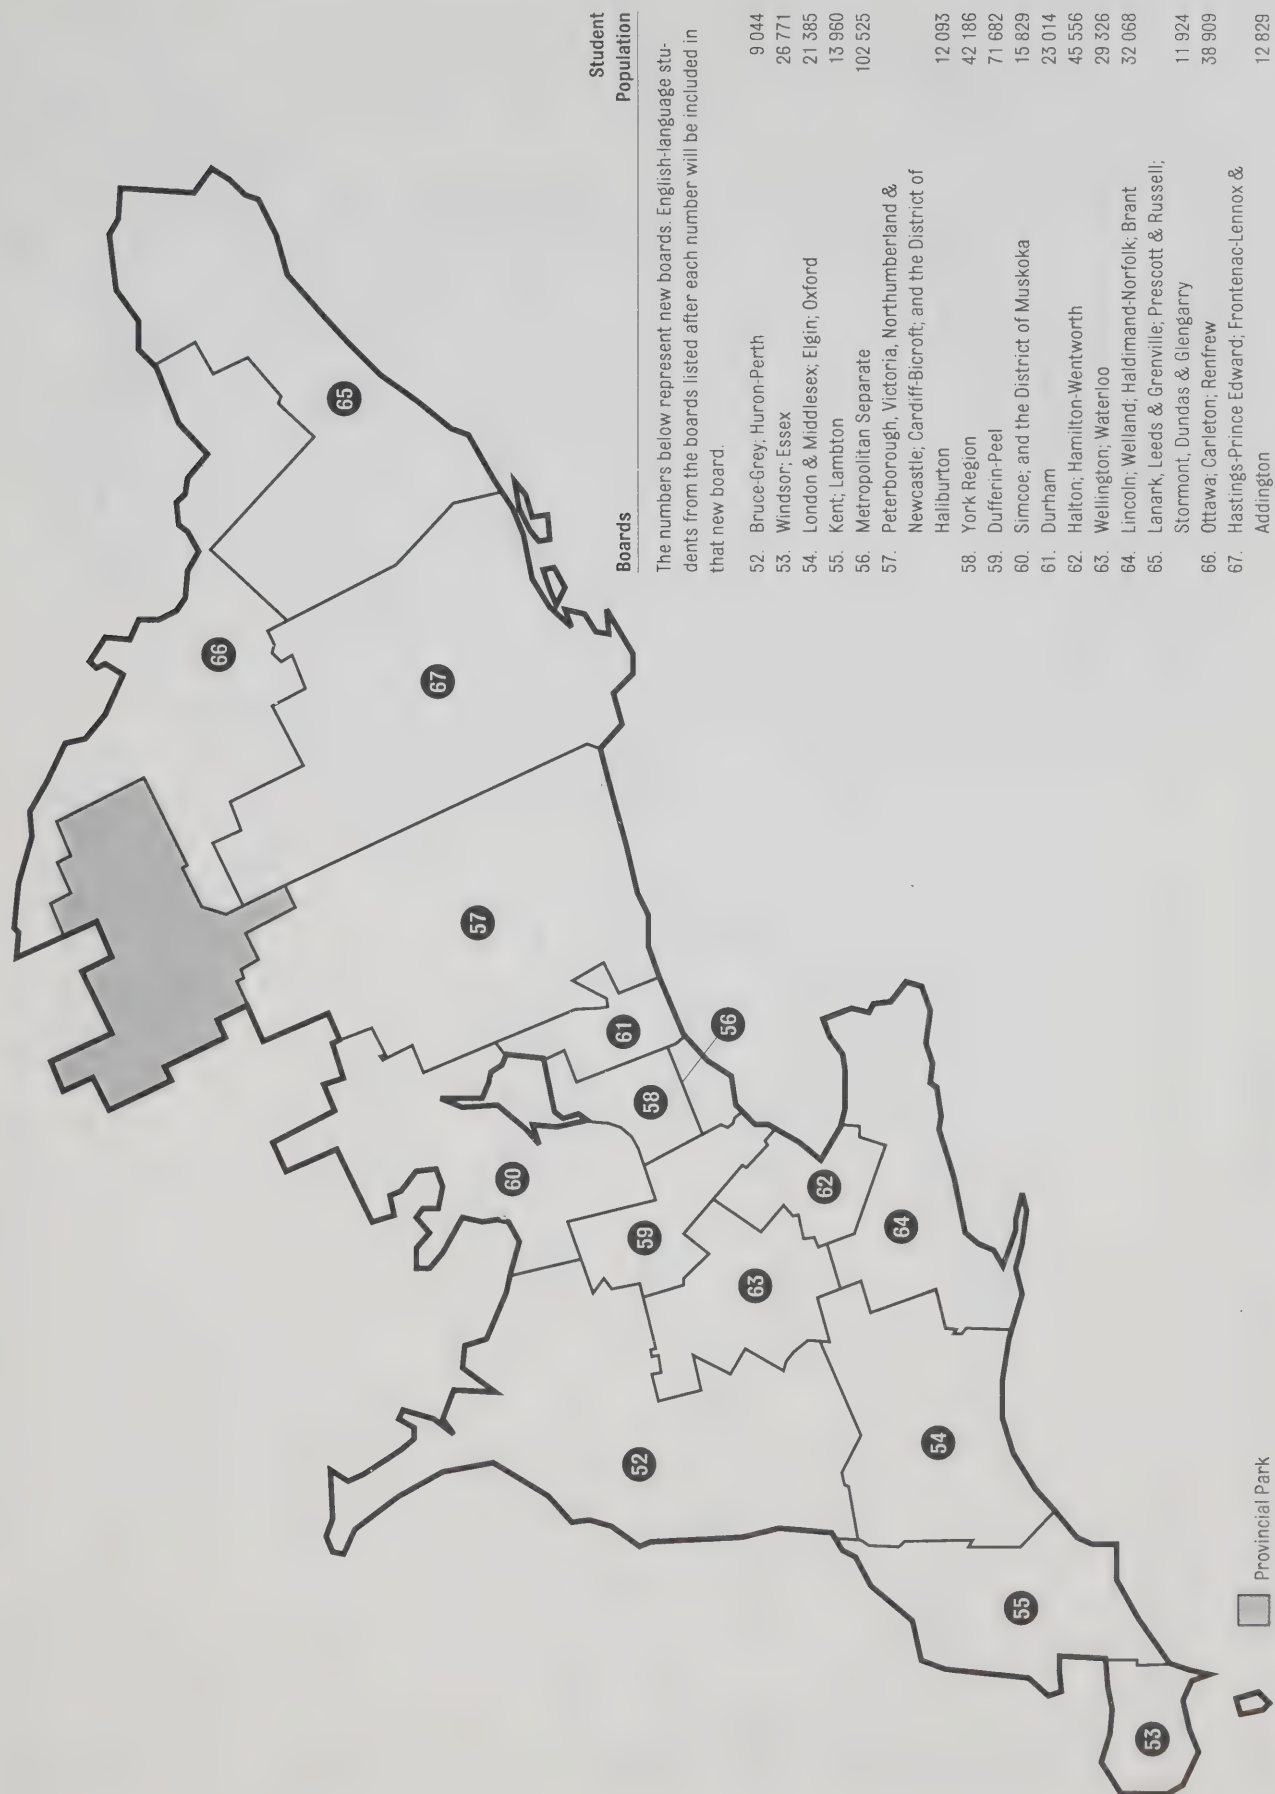 Boards Student Population
The numbers below represent new boards. English-language stu-
dents from the boards listed after each number will be included in
that new board.
52. Bruce-Grey; Huron-Perth 9 044
53. Windsor; Essex 26 771
54. London & Middlesex; Elgin; Oxford 21 385
55. Kent; Lambton 13 960
56. Metropolitan Separate 102 525
57. Peterborough, Victoria, Northumberland &
Newcastle; Cardiff-Bicroft; and the District of
Haliburton 12 093
58. York Region 42 186
59. Dufferin-Peel 71 682
60. Simcoe; and the District of Muskoka 15 829
61. Durham 23 014
62. Halton; Hamilton-Wentworth 45 556
63. Wellington; Waterloo 29 326
64. Lincoln; Welland; Haldimand-Norfolk; Brant 32 068
65. Lanark, Leeds & Grenville; Prescott & Russell;
Stormont, Dundas & Glengarry 11 924
66. Ottawa; Carleton; Renfrew 38 909
67. Hastings-Prince Edward; Frontenac-Lennox &
Addington 12 829
65
66
67
57
61
56
58
60
62
59
64
63
52
54
55
53
Provincial Park